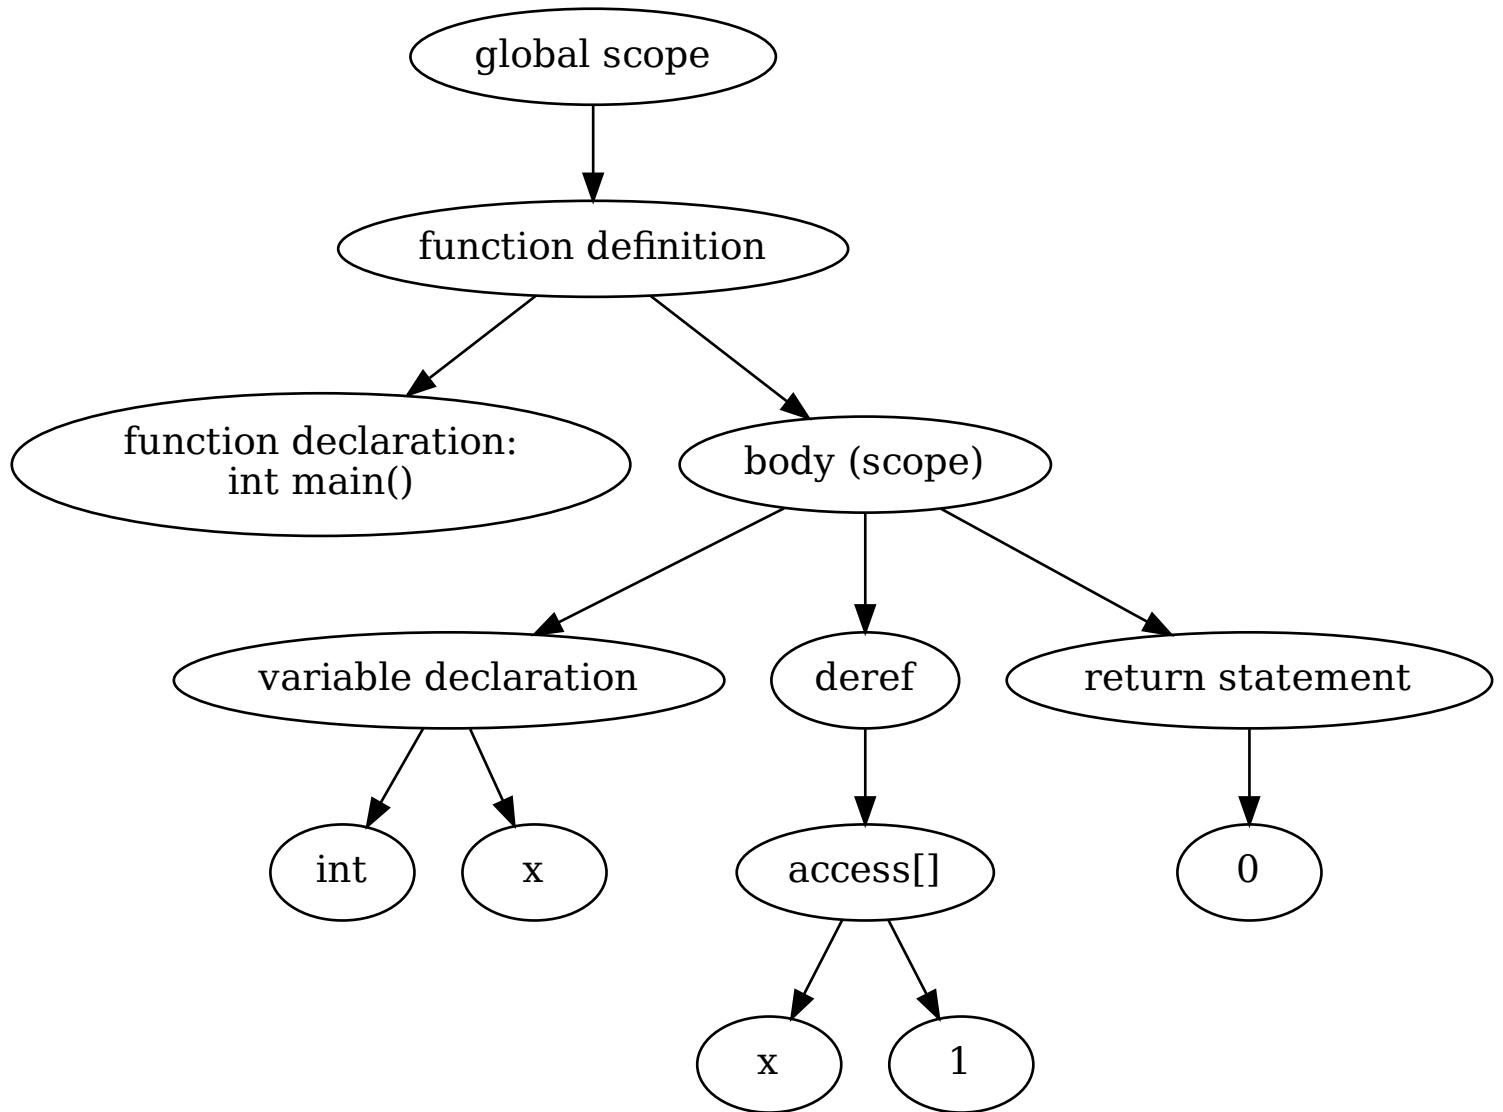 global scope
function definition
function declaration:
int main()
body (scope)
variable declaration
deref
return statement
int
x
access[]
0
x
1